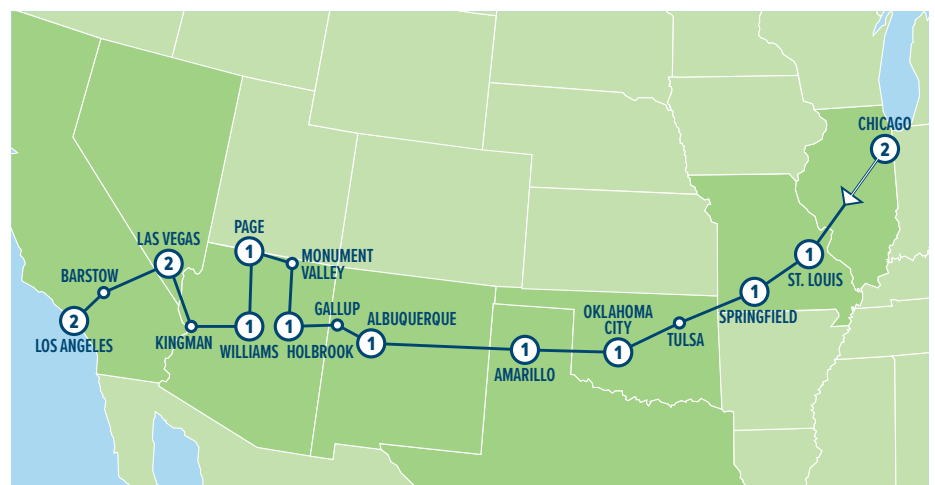 CHICAGO
2
LAS VEGAS
2
PAGE
1
MONUMENT
VALLEY
BARSTOW
2
LOS ANGELES
KINGMAN
1
WILLIAMS
1
HOLBROOK
GALLUP
ALBUQUERQUE
1
AMARILLO
1
OKLAHOMA
CITY
1
TULSA
1
SPRINGFIELD
1
ST. LOUIS